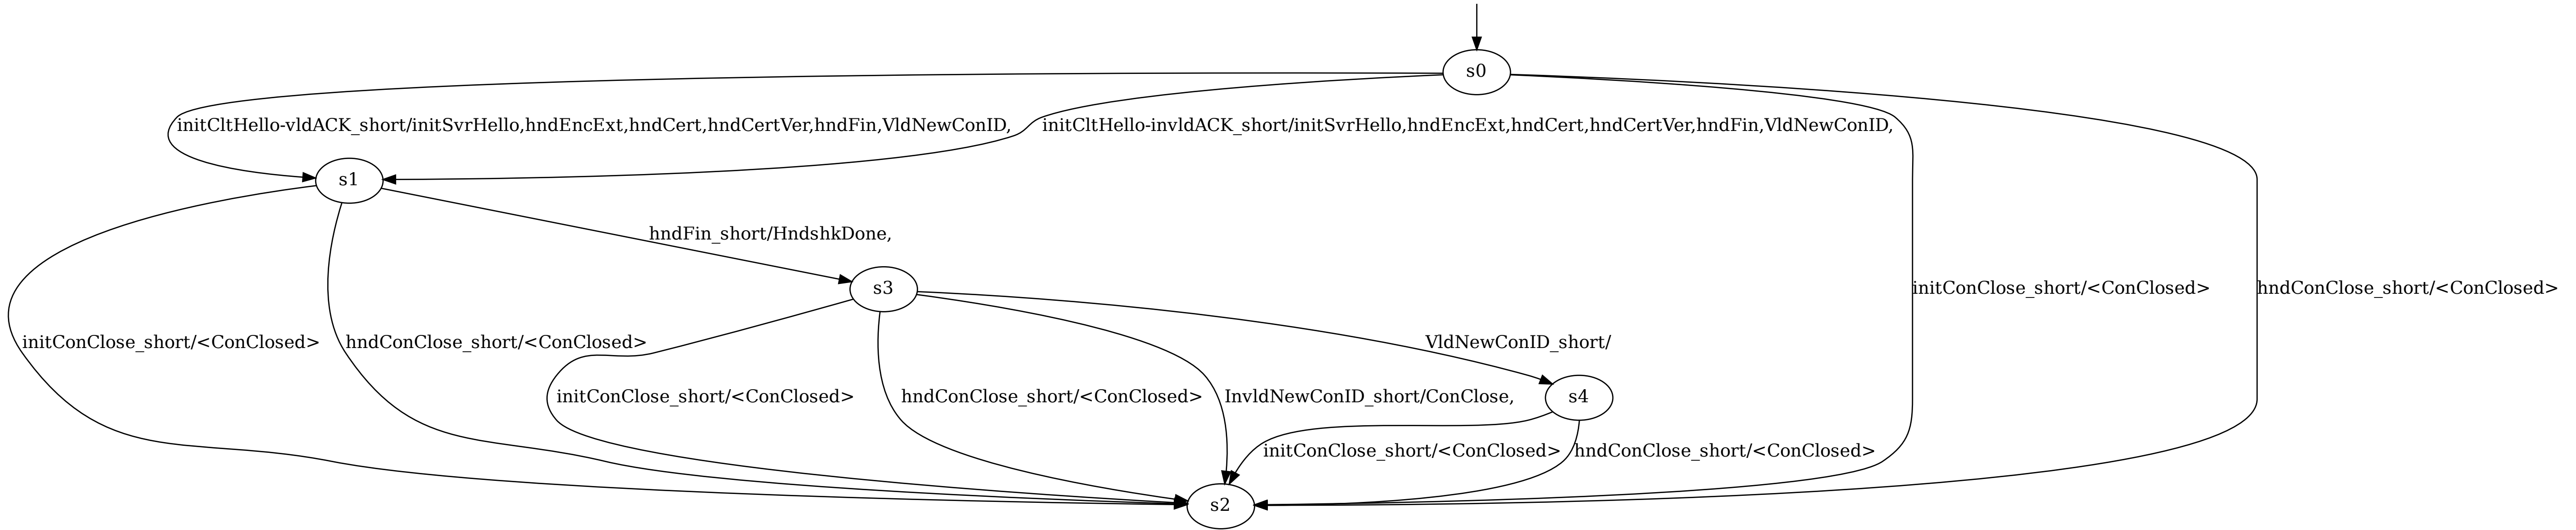 s0
initCltHello-vldACK_short/initSvrHello,hndEncExt,hndCert,hndCertVer,hndFin,VldNewConID,
initCltHello-invldACK_short/initSvrHello,hndEncExt,hndCert,hndCertVer,hndFin,VldNewConID,
s1
hndFin_short/HndshkDone,
s3
initConClose_short/<ConClosed>
hndConClose_short/<ConClosed>
initConClose_short/<ConClosed>
hndConClose_short/<ConClosed>
VldNewConID_short/
initConClose_short/<ConClosed>
hndConClose_short/<ConClosed>
InvldNewConID_short/ConClose,
s4
initConClose_short/<ConClosed>
hndConClose_short/<ConClosed>
s2